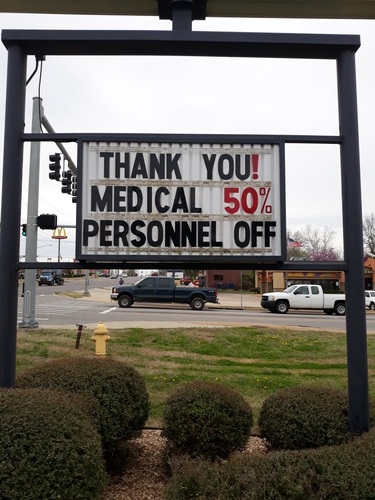 THANK YOU!
MEDICAL 50%
PERSONNEL OFF